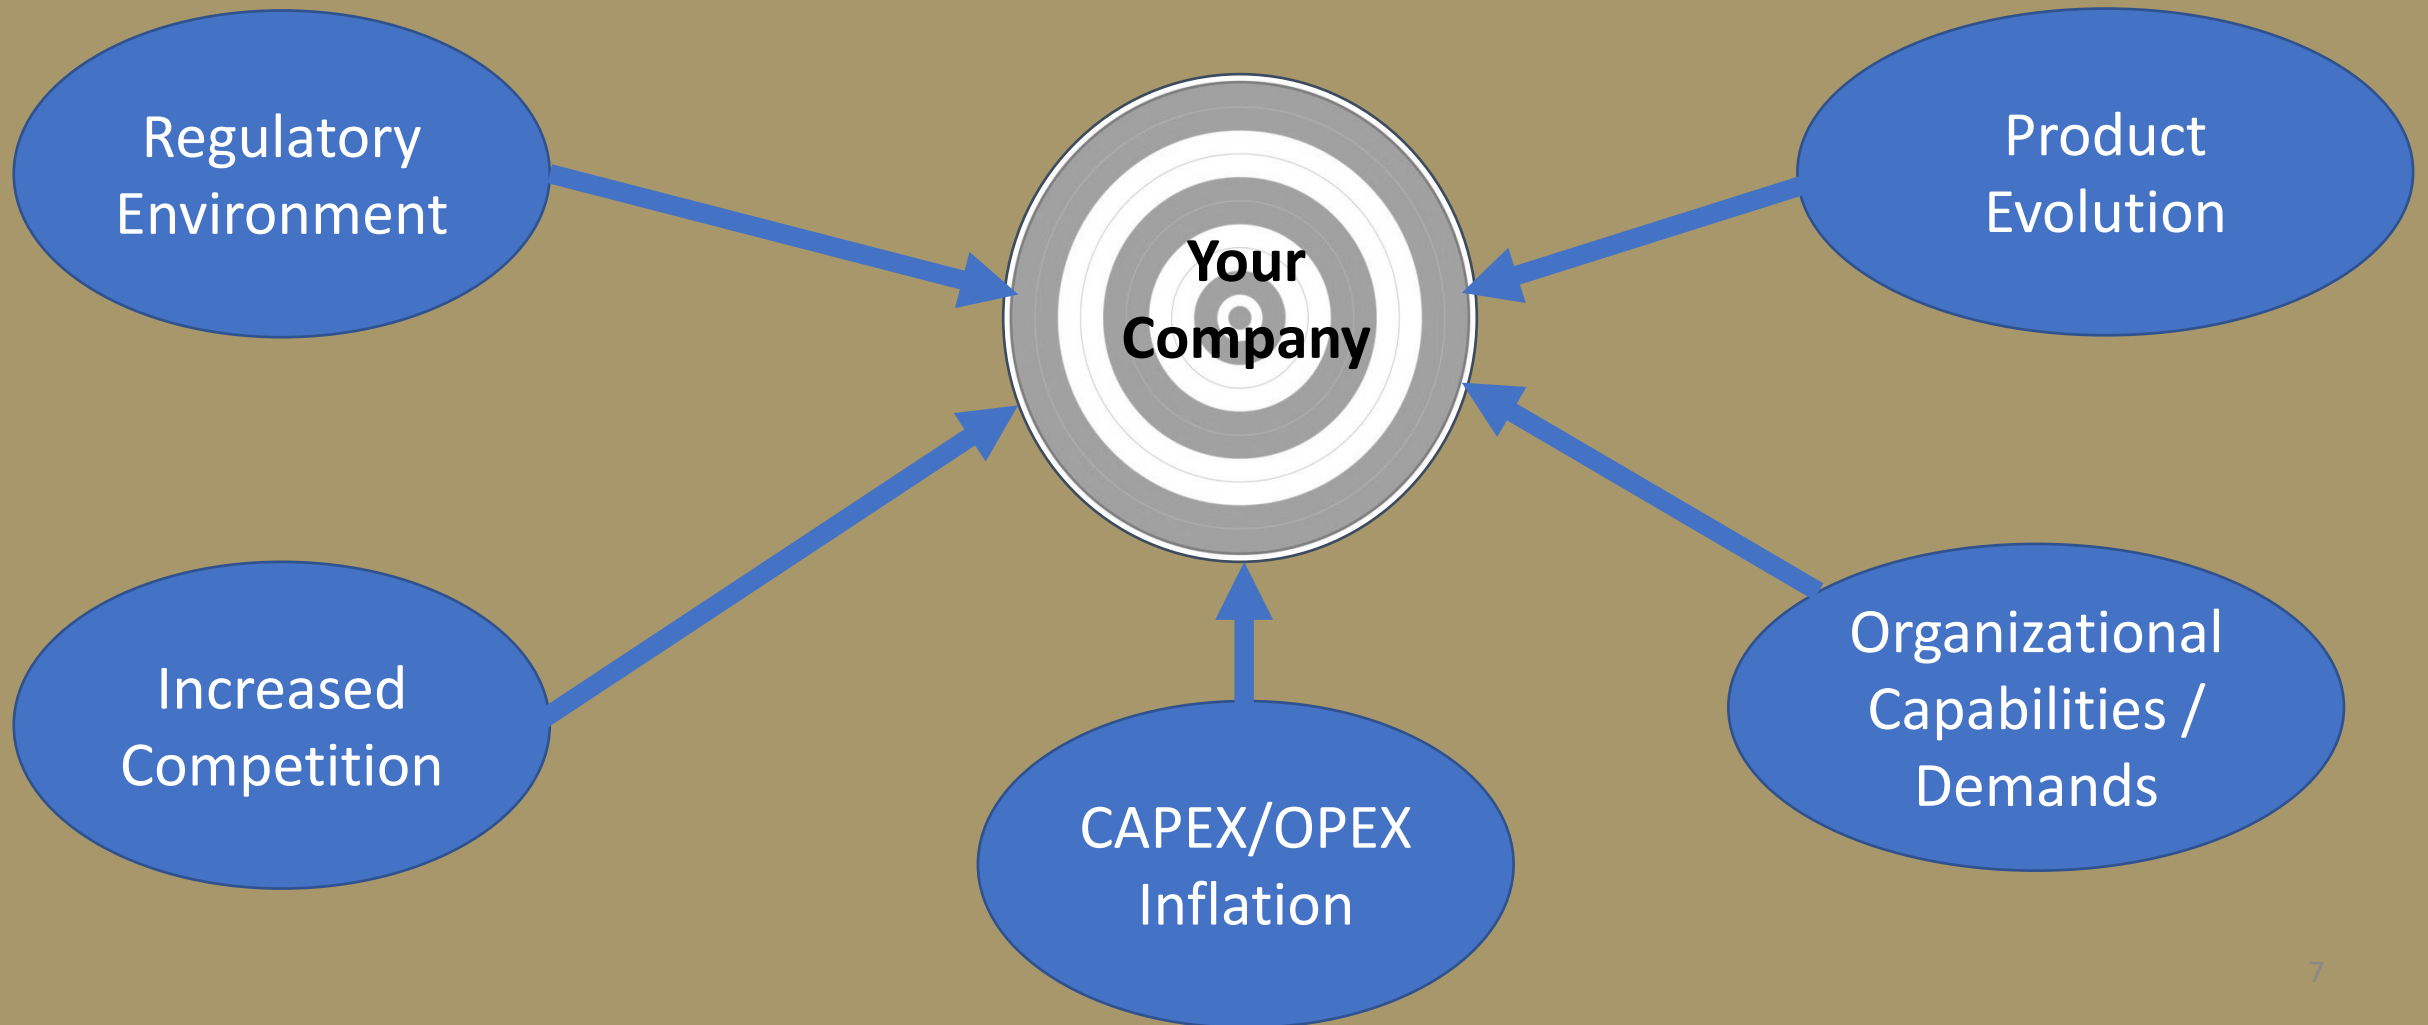 Regulatory
Environment
Your
Company
Product
Evolution
Increased
Competition
CAPEX/OPEX
Inflation
Organizational
Capabilities /
Demands
7